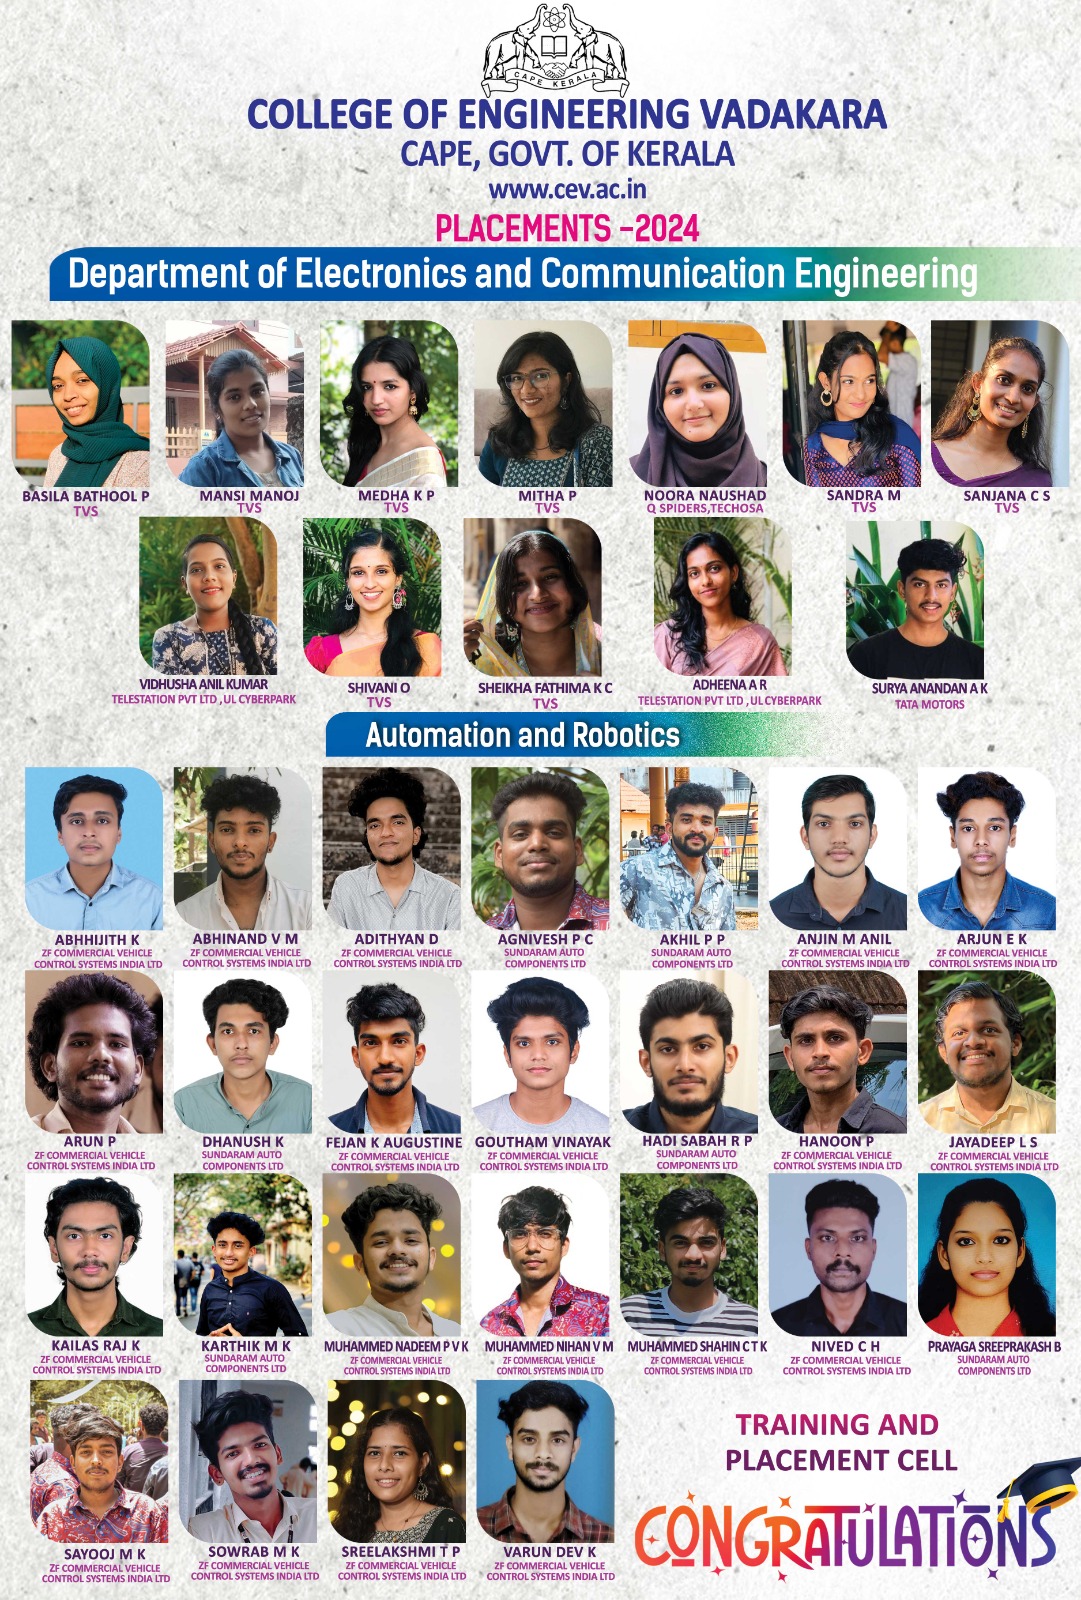 CAPE KERALA
COLLEGE OF ENGINEERING VADAKARA
CAPE, GOVT. OF KERALA
www.cev.ac.in
PLACEMENTS -2024
Department of Electronics and Communication Engineering
BASILA BATHOOL P
TVS
MANSI MANOJ
TVS
MEDHA K P
TVS
MITHA P
TVS
NOORA NAUSHAD
Q SPIDERS,TECHOSA
SANDRA M
TVS
SANJANA C S
TVS
VIDHUSHA ANIL KUMAR
TELESTATION PVT LTD ,UL CYBERPARK
SHIVANI O
TVS
SHEIKHA FATHIMA K C
TVS
ADHEENA A R
TELESTATION PVT LTD ,UL CYBERPARK
SURYA ANANDAN A K
TATA MOTORS
Automation and Robotics
ABHHIJITH K
ZF COMMERCIAL VEHICLE
CONTROL SYSTEMS INDIA LTD
ABHINAND V M
ZF COMMERCIAL VEHICLE
CONTROL SYSTEMS INDIA LTD
ADITHYAN D
ZF COMMERCIAL VEHICLE
CONTROL SYSTEMS INDIA LTD
AGNIVESH P C
SUNDARAM AUTO
COMPONENTS LTD
AKHIL P P
SUNDARAM AUTO
COMPONENTS LTD
ANJIN M ANIL
ZF COMMERCIAL VEHICLE
CONTROL SYSTEMS INDIA LTD
ARJUN E K
ZF COMMERCIAL VEHICLE
CONTROL SYSTEMS INDIA LTD
ARUN P
ZF COMMERCIAL VEHICLE
CONTROL SYSTEMS INDIA LTD
DHANUSH K
SUNDARAM AUTO
COMPONENTS LTD
FEJAN K AUGUSTINE
ZF COMMERCIAL VEHICLE
CONTROL SYSTEMS INDIA LTD
GOUTHAM VINAYAK
ZF COMMERCIAL VEHICLE
CONTROL SYSTEMS INDIA LTD
HADI SABAH R P
SUNDARAM AUTO
COMPONENTS LTD
HANOON P
ZF COMMERCIAL VEHICLE
CONTROL SYSTEMS INDIA LTD
JAYADEEP L S
ZF COMMERCIAL VEHICLE
CONTROL SYSTEMS INDIA LTD
KAILAS RAJ K
ZF COMMERCIAL VEHICLE
CONTROL SYSTEMS INDIA LTD
KARTHIK M K
SUNDARAM AUTO
COMPONENTS LTD
MUHAMMED NADEEM P V K
ZF COMMERCIAL VEHICLE
CONTROL SYSTEMS INDIA LTD
MUHAMMED NIHAN V M
ZF COMMERCIAL VEHICLE
CONTROL SYSTEMS INDIA LTD
MUHAMMED SHAHIN C T K
ZF COMMERCIAL VEHICLE
CONTROL SYSTEMS INDIA LTD
NIVED C H
ZF COMMERCIAL VEHICLE
CONTROL SYSTEMS INDIA LTD
PRAYAGA SREEPRAKASH B
SUNDARAM AUTO
COMPONENTS LTD
SAYOOJ M K
ZF COMMERCIAL VEHICLE
CONTROL SYSTEMS INDIA LTD
SOWRAB M K
ZF COMMERCIAL VEHICLE
CONTROL SYSTEMS INDIA LTD
SREELAKSHMI T P
ZF COMMERCIAL VEHICLE
CONTROL SYSTEMS INDIA LTD
VARUN DEV K
ZF COMMERCIAL VEHICLE
CONTROL SYSTEMS INDIA LTD
TRAINING AND
PLACEMENT CELL
CONGRATULATIONS